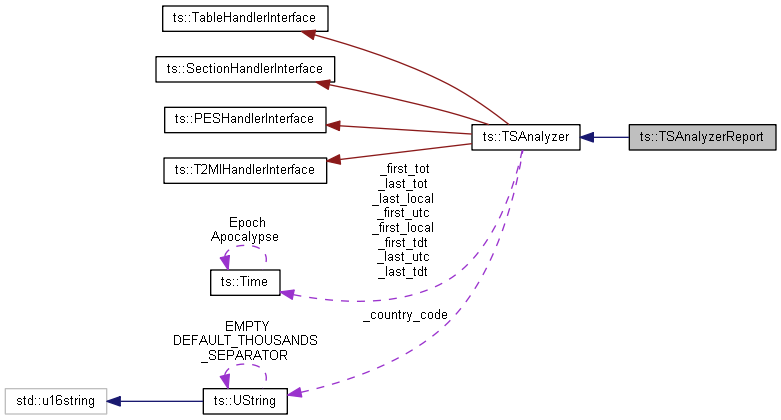 ts::TableHandlerInterface
ts::SectionHandlerInterface
ts::PESHandlerInterface
ts::TSAnalyzer
ts::TSAnalyzerReport
ts::T2MIHandlerInterface
_first_tot
_last_tot
_last_local
_first_utc
_first_local
_first_tdt
_last_utc
_last_tdt
Epoch
Apocalypse
ts::Time
_country_code
EMPTY
DEFAULT_THOUSANDS
_SEPARATOR
std::u16string
ts::UString